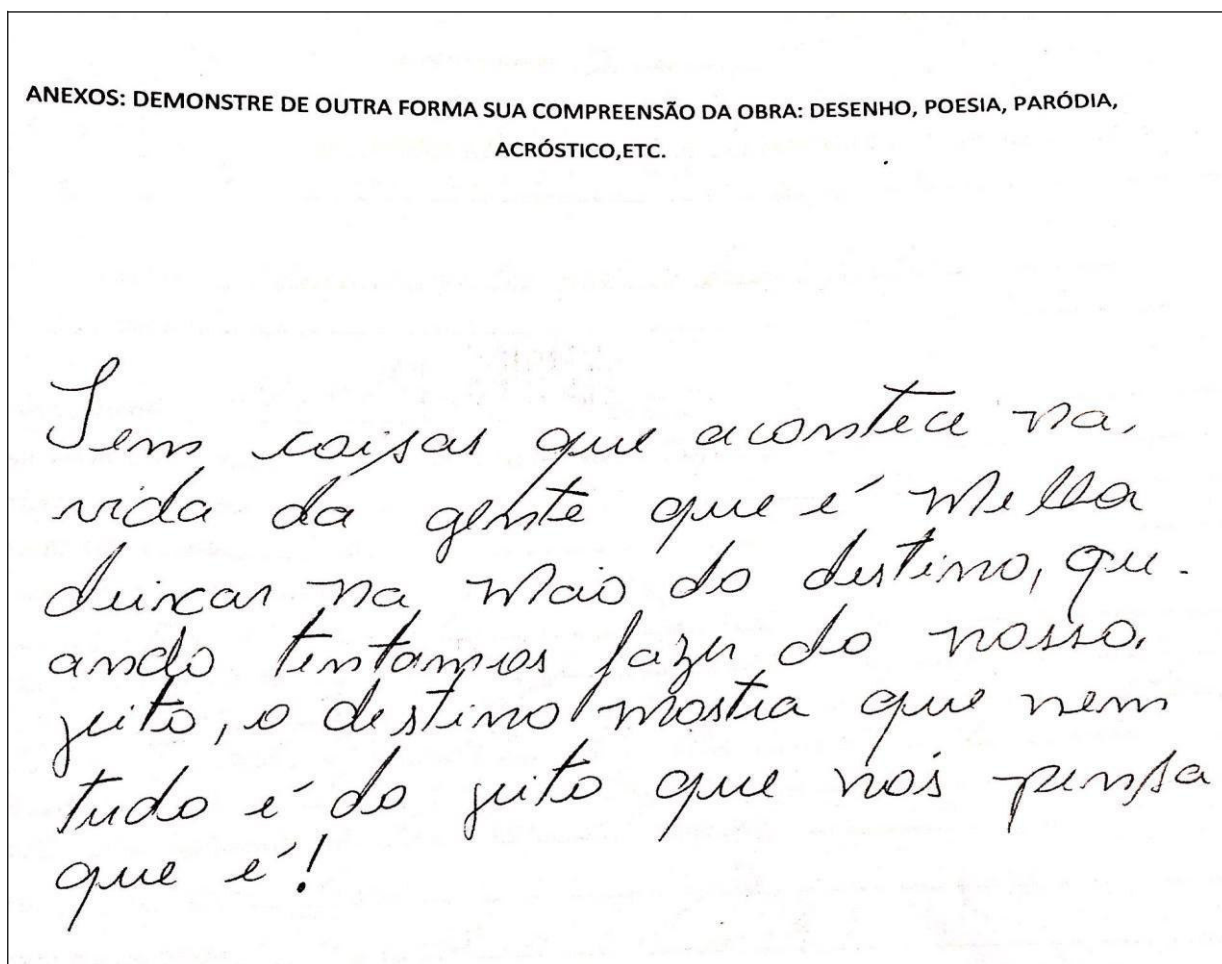 ANEXOS: DEMONSTRE DE OUTRA FORMA SUA COMPREENSÃO DA OBRA: DESENHO, POESIA, PARÓDIA,
ACRÓSTICO,ETC.
Tem coisas que acontece na
vida da gente que é melho
deixar na mão do destino, qu-
ando tentamos fazer do nosso
jeito, o destino mostra que nem
tudo é do jeito que nós pensa
que é!